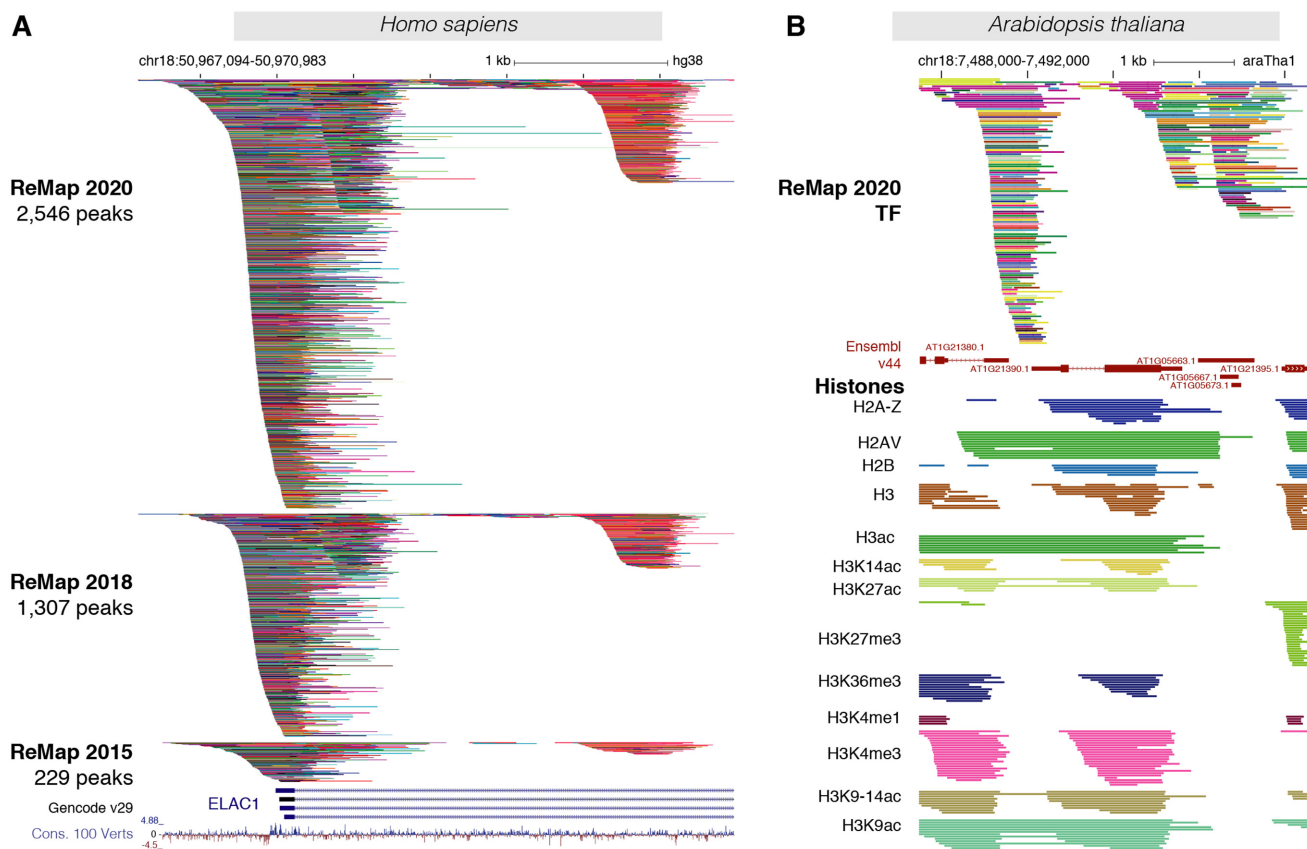 A
Homo sapiens
chr18:50,967,094-50,970,983
1 kb
hg38
ReMap 2020
2,546 peaks
ReMap 2018
1,307 peaks
ReMap 2015
229 peaks
ELAC1
Gencode v29
4.88_
Cons. 100 Verts
0
-4.5_
B
Arabidopsis thaliana
chr18:7,488,000-7,492,000
1 kb
araTha1
ReMap 2020
TF
Ensembl
v44
AT1G21380.1
AT1G05663.1
AT1G21390.1
AT1G21395.1
AT1G05667.1
AT1G05673.1
Histones
H2A-Z
H2AV
H2B
H3
H3ac
H3K14ac
H3K27ac
H3K27me3
H3K36me3
H3K4me1
H3K4me3
H3K9-14ac
H3K9ac